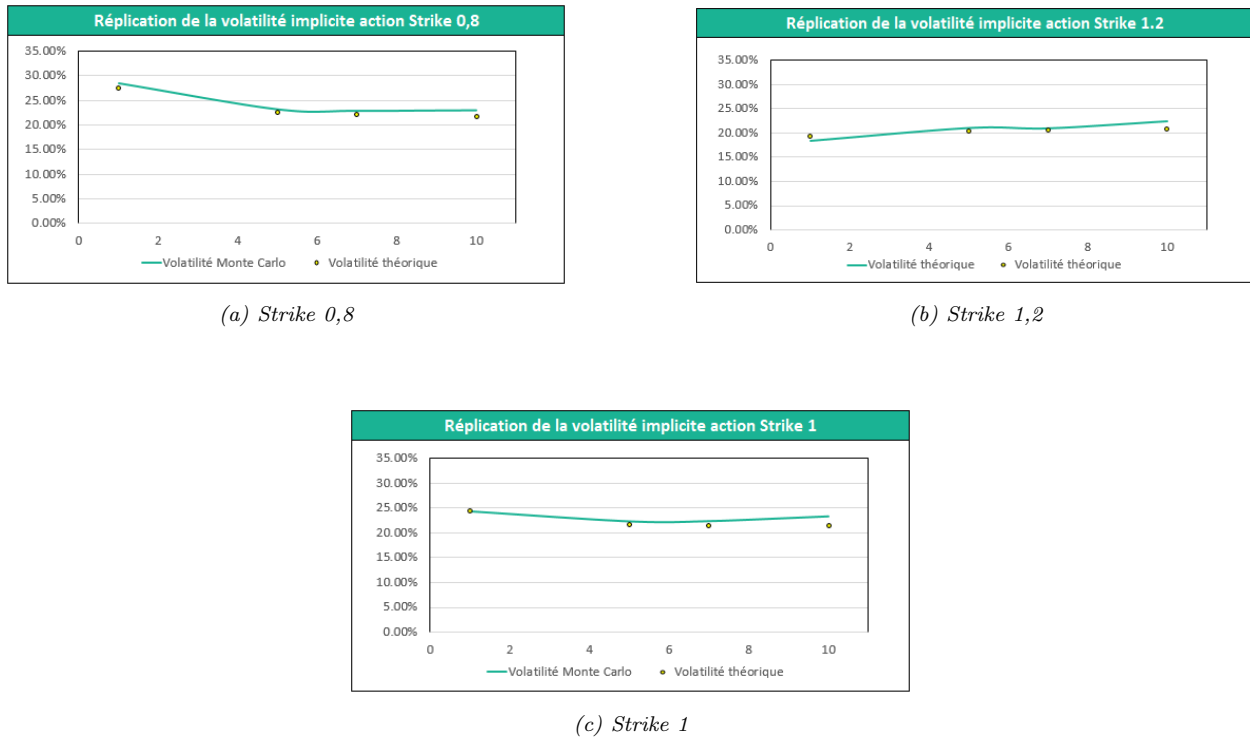 Réplication de la volatilité implicite action Strike 0,8
35.00%
30.00%
25.00%
20.00%
15.00%
10.00%
5.00%
0.00%
0 2 4 6 8 10
Volatilité Monte Carlo Volatilité théorique
(a) Strike 0,8
Réplication de la volatilité implicite action Strike 1.2
35.00%
30.00%
25.00%
20.00%
15.00%
10.00%
5.00%
0.00%
0 2 4 6 8 10
Volatilité théorique Volatilité théorique
(b) Strike 1,2
Réplication de la volatilité implicite action Strike 1
35.00%
30.00%
25.00%
20.00%
15.00%
10.00%
5.00%
0.00%
0 2 4 6 8 10
Volatilité Monte Carlo Volatilité théorique
(c) Strike 1